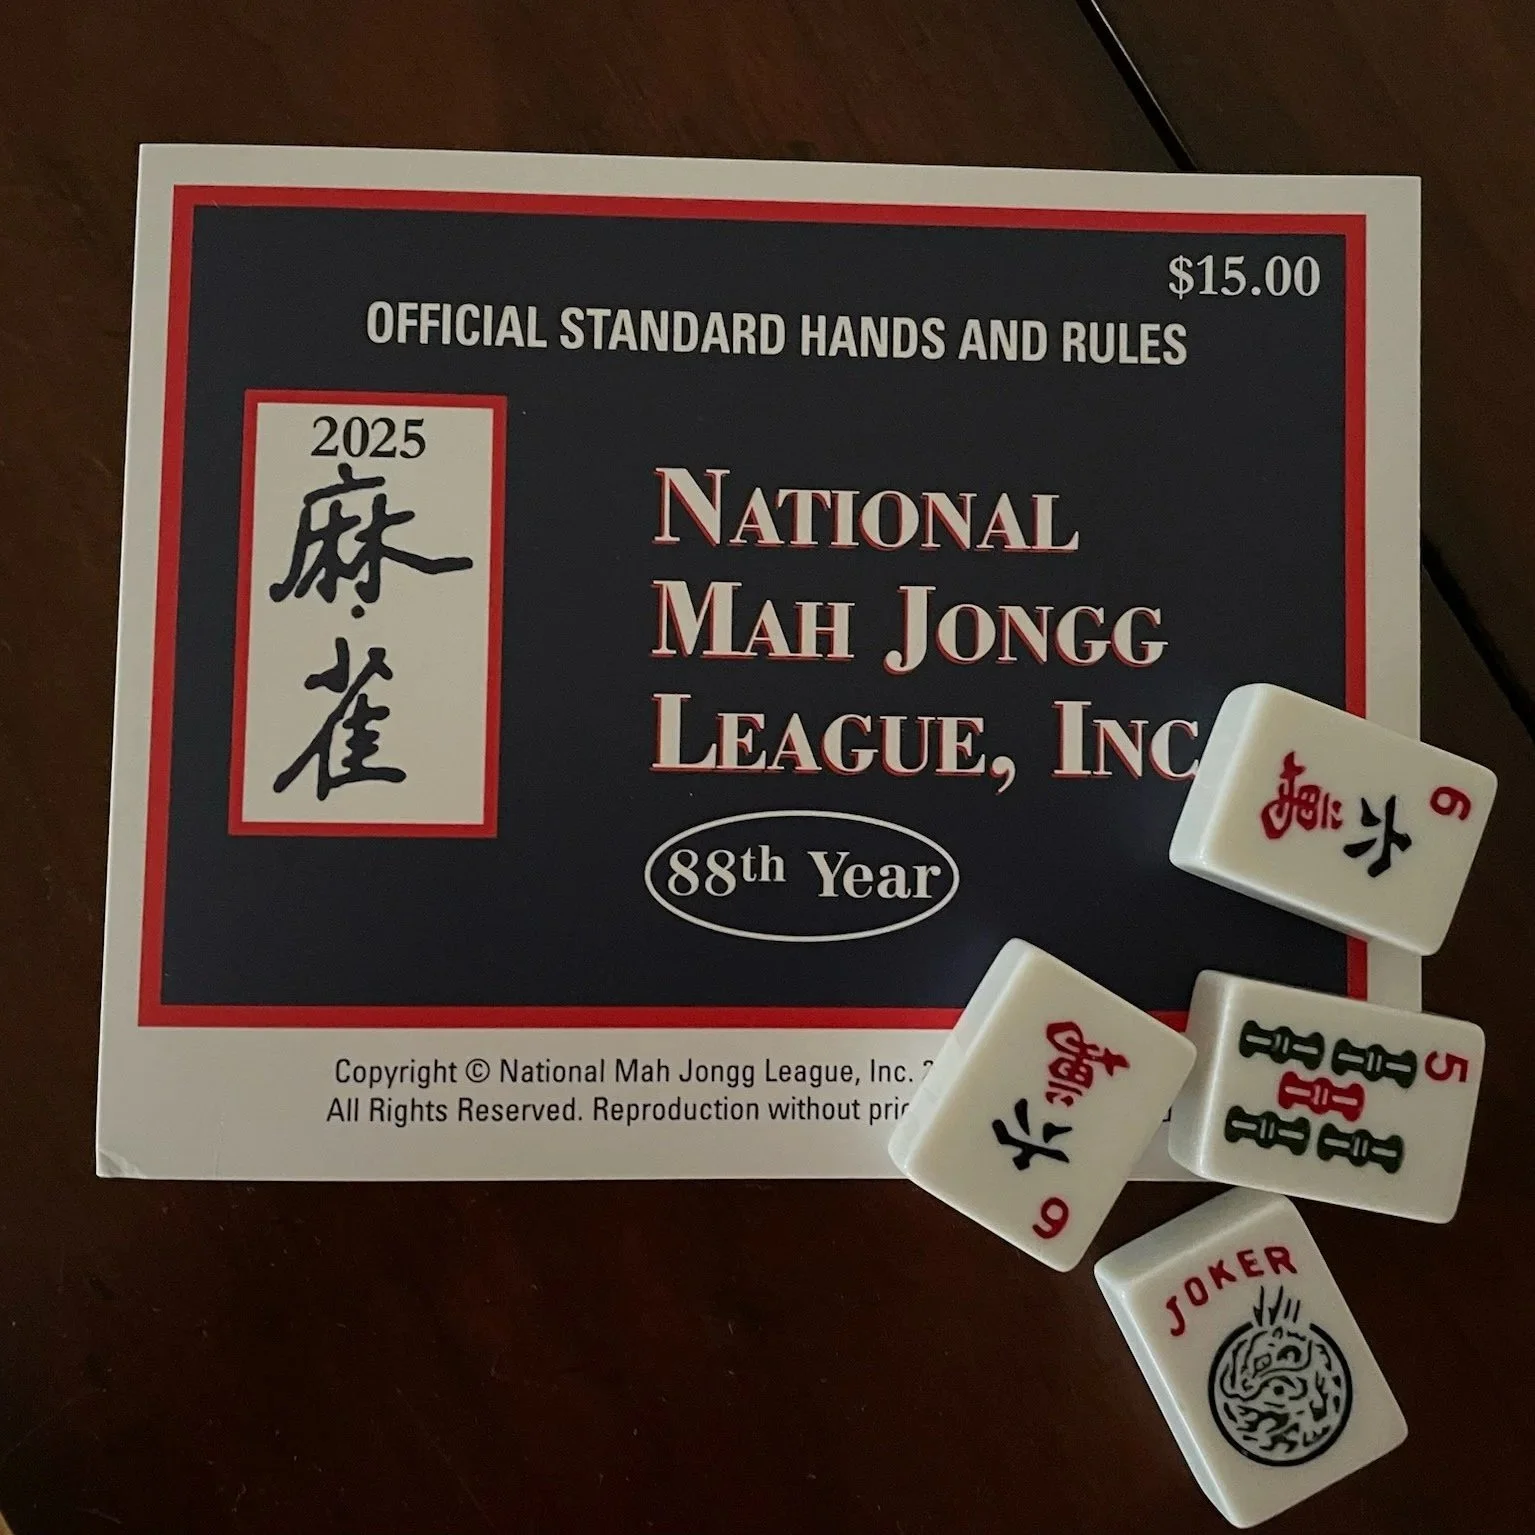 $15.00
OFFICIAL STANDARD HANDS AND RULES
2025
麻雀
NATIONAL
MAH JONGG
LEAGUE, INC
88th Year
Copyright © National Mah Jongg League, Inc.
All Rights Reserved. Reproduction without
6
六
萬
6
六
萬
5
JOKER